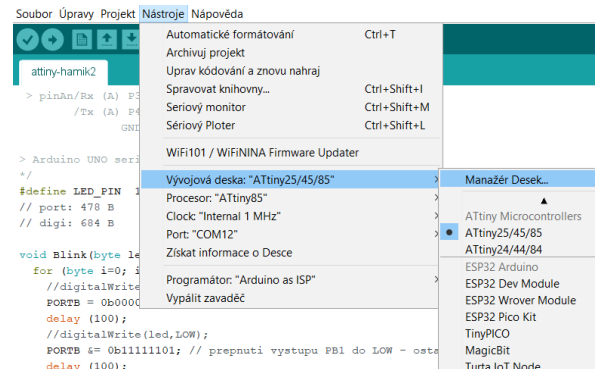 Soubor Úpravy Projekt Nástroje Nápověda
attiny-hamik2
> pinAn/Rx (A) P3
/Tx (A) P4
GND
> Arduino UNO seri
*/
#define LED_PIN 1
// port: 478 B
// digi: 684 B
void Blink(byte le
for (byte i=0; i
//digitalWrite
PORTB = 0b0000
delay (100);
//digitalWrite(led,LOW);
PORTB &= 0b11111101; // prepnuti vystupu PB1 do LOW - osta
delay (100);
Automatické formátování Ctrl+T
Archivuj projekt
Uprav kódování a znovu nahraj
Spravovat knihovny... Ctrl+Shift+I
Seriový monitor Ctrl+Shift+M
Sériový Ploter Ctrl+Shift+L
WiFi101 / WiFiNINA Firmware Updater
Vývojová deska: "ATtiny25/45/85"
Procesor: "ATtiny85"
Clock: "Internal 1 MHz"
Port: "COM12"
Získat informace o Desce
Programátor: "Arduino as ISP"
Vypálit zavaděč
Manažér Desek...
ATtiny Microcontrollers
ATtiny25/45/85
ATtiny24/44/84
ESP32 Arduino
ESP32 Dev Module
ESP32 Wrover Module
ESP32 Pico Kit
TinyPICO
MagicBit
Turta IoT Node